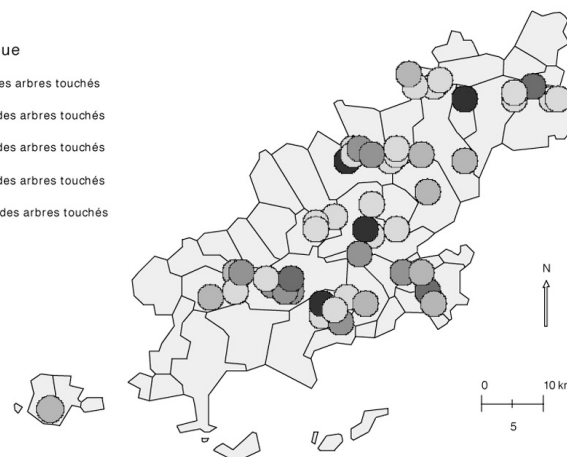 ue
es arbres touchés
des arbres touchés
des arbres touchés
des arbres touchés
des arbres touchés
N
0 10 km
5